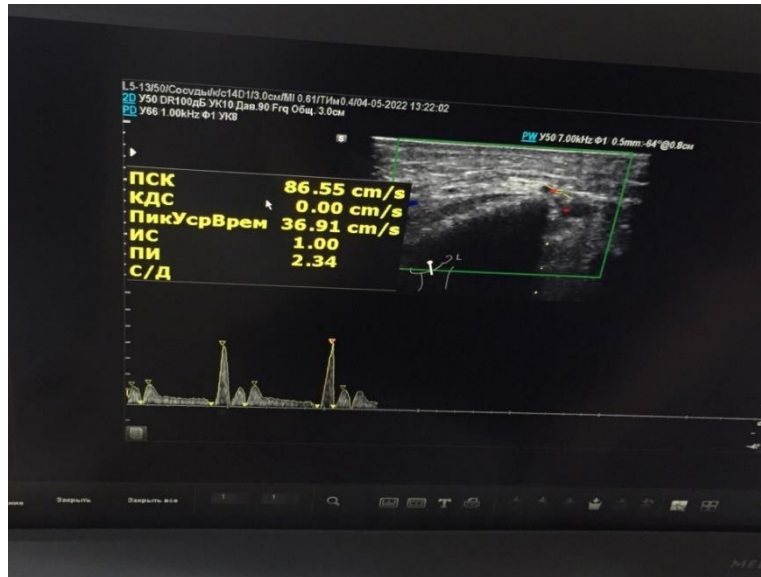 L5-13/50/Сосуды/к/с14D1/3.0см/MI 0.61/ТИм0.4/04-05-2022 13:22:02
2D У50 DR100дБ УК10 Дав.90 Frq Общ. 3.0см
PD У66 1.00kHz Ф1 УК8
PW У50 7.00kHz Ф1 0.5mm:-64°@0.8см
S
ПСК 86.55 cm/s
КДС 0.00 cm/s
ПикУсрВрем 36.91 cm/s
ИС 1.00
ПИ 2.34
С/Д
L
Закрыть
Закрыть все
1
1
T